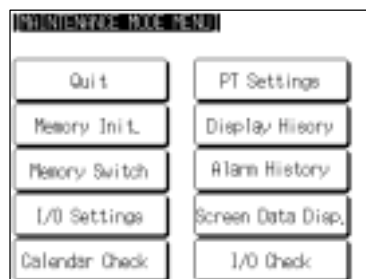 [MAINTENANCE MODE MENU]
Quit
PT Settings
Memory Init.
Display Hisory
Memory Switch
Alarm History
I/O Settings
Screen Data Disp.
Calendar Check
I/O Check